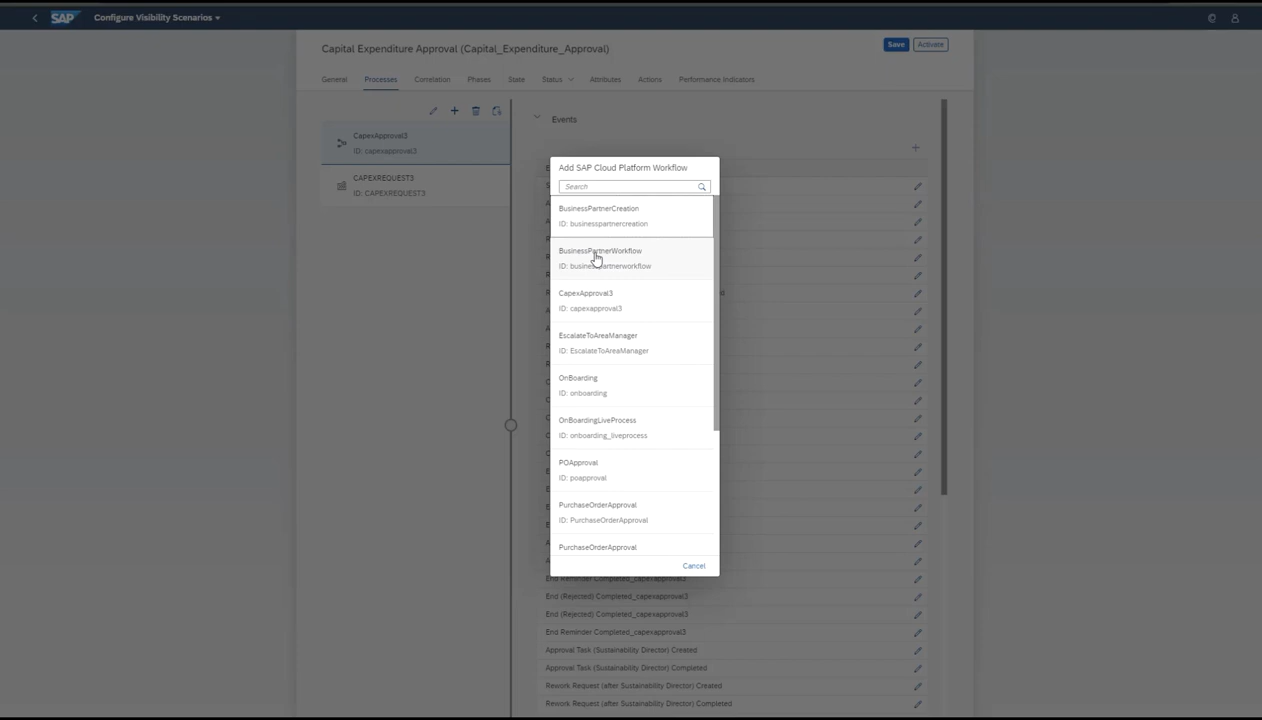 SAP
Configure Visibility Scenarios
Capital Expenditure Approval (Capital_Expenditure_Approval)
Save
Activate
General
Processes
Correlation
Phases
State
Status
Attributes
Actions
Performance Indicators
CapexApproval3
ID: capexapproval3
CAPEXREQUEST3
ID: CAPEXREQUEST3
Events
Add SAP Cloud Platform Workflow
Search
BusinessPartnerCreation
ID: businesspartnercreation
BusinessPartnerWorkflow
ID: businesspartnerworkflow
CapexApproval3
ID: capexapproval3
EscalateToAreaManager
ID: EscalateToAreaManager
OnBoarding
ID: onboarding
OnBoardingLiveProcess
ID: onboarding_liveprocess
POApproval
ID: poapproval
PurchaseOrderApproval
ID: PurchaseOrderApproval
PurchaseOrderApproval
Cancel
End Reminder Completed_capexapproval3
End (Rejected) Completed_capexapproval3
End (Rejected) Completed_capexapproval3
End Reminder Completed_capexapproval3
Approval Task (Sustainability Director) Created
Approval Task (Sustainability Director) Completed
Rework Request (after Sustainability Director) Created
Rework Request (after Sustainability Director) Completed